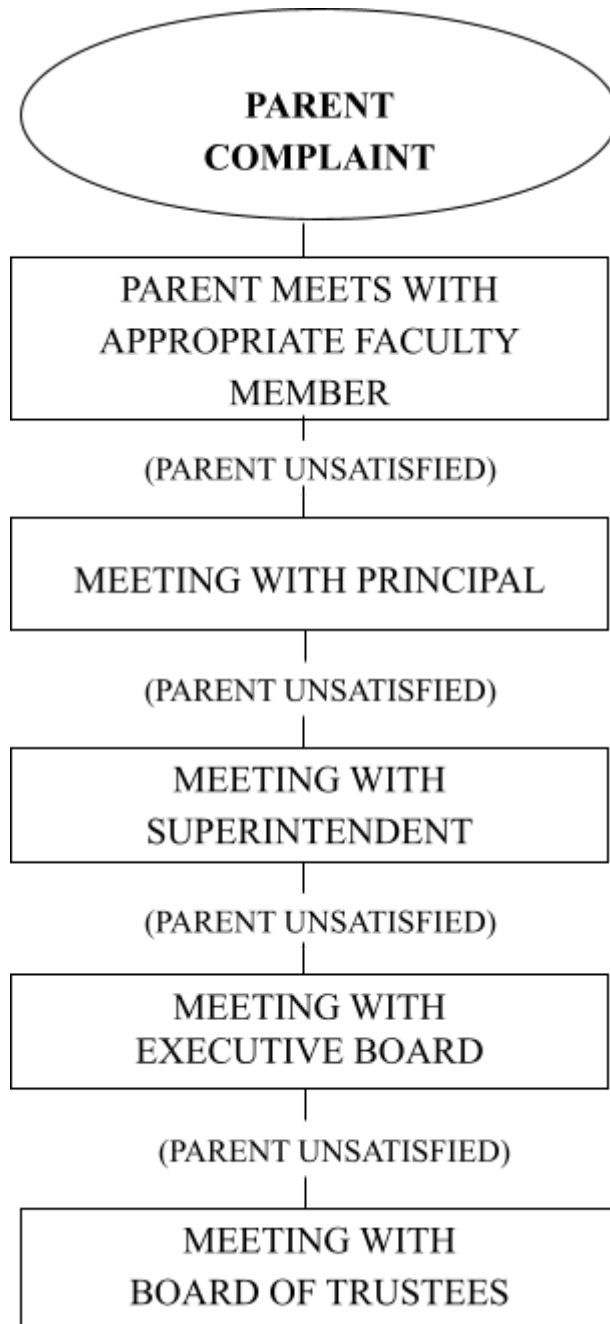 PARENT
COMPLAINT
PARENT MEETS WITH
APPROPRIATE FACULTY
MEMBER
(PARENT UNSATISFIED)
MEETING WITH PRINCIPAL
(PARENT UNSATISFIED)
MEETING WITH
SUPERINTENDENT
(PARENT UNSATISFIED)
MEETING WITH
EXECUTIVE BOARD
(PARENT UNSATISFIED)
MEETING WITH
BOARD OF TRUSTEES